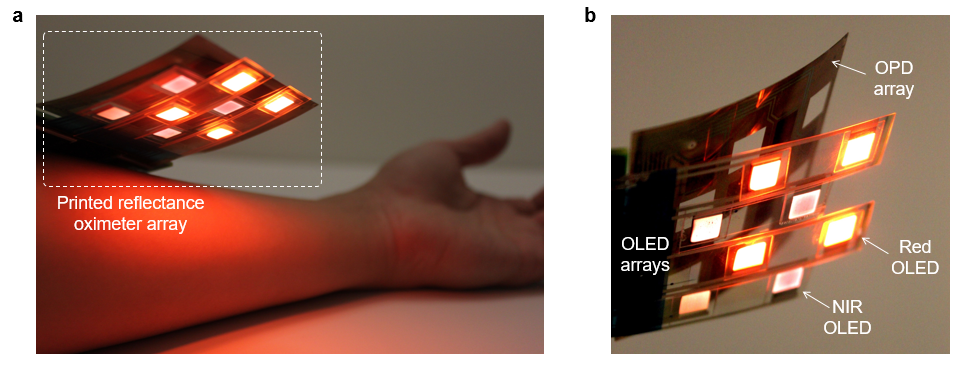 a
Printed reflectance
oximeter array
b
OPD
array
OLED
arrays
Red
OLED
NIR
OLED